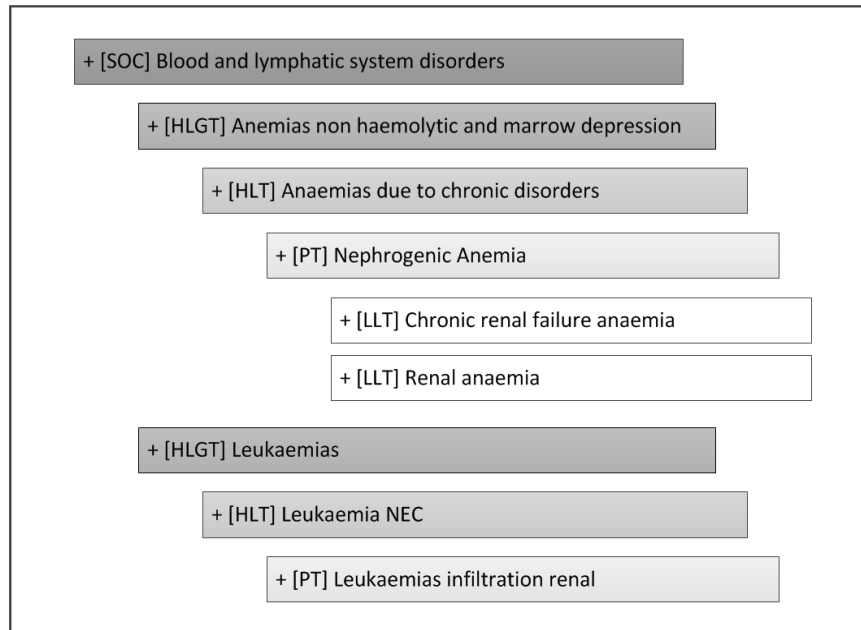 + [SOC] Blood and lymphatic system disorders
+ [HLGT] Anemias non haemolytic and marrow depression
+ [HLT] Anaemias due to chronic disorders
+ [PT] Nephrogenic Anemia
+ [LLT] Chronic renal failure anaemia
+ [LLT] Renal anaemia
+ [HLGT] Leukaemias
+ [HLT] Leukaemia NEC
+ [PT] Leukaemias infiltration renal